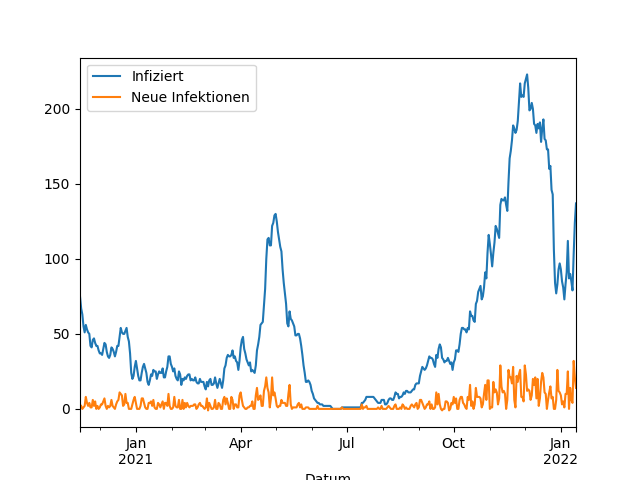 Infiziert
Neue Infektionen
200
150
100
50
0
Jan
2021
Apr
Jul
Oct
Jan
2022
Datum